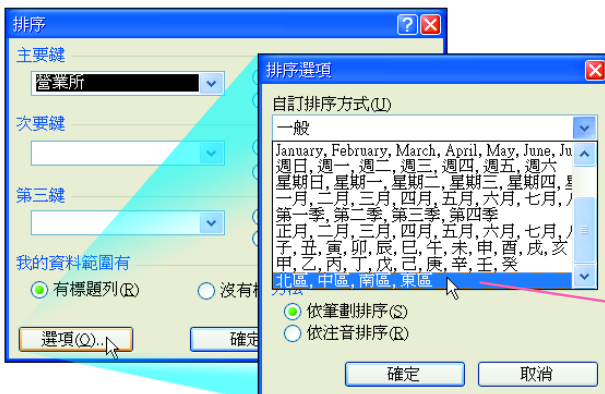 排序
主要鍵
營業所
次要鍵
第三鍵
我的資料範圍有
有標題列(R)
沒有
選項(O)...
確定
排序選項
自訂排序方式(U)
一般
January, February, March, April, May, June, Ju
週日, 週一, 週二, 週三, 週四, 週五, 週六
星期日, 星期一, 星期二, 星期三, 星期四, 星
一月, 二月, 三月, 四月, 五月, 六月, 七月, 八
第一季, 第二季, 第三季, 第四季
正月, 二月, 三月, 四月, 五月, 六月, 七月, 八
子, 丑, 寅, 卯, 辰, 巳, 午, 未, 申, 酉, 戌, 亥
甲, 乙, 丙, 丁, 戊, 己, 庚, 辛, 壬, 癸
北區, 中區, 南區, 東區
方法
依筆劃排序(S)
依注音排序(R)
確定
取消